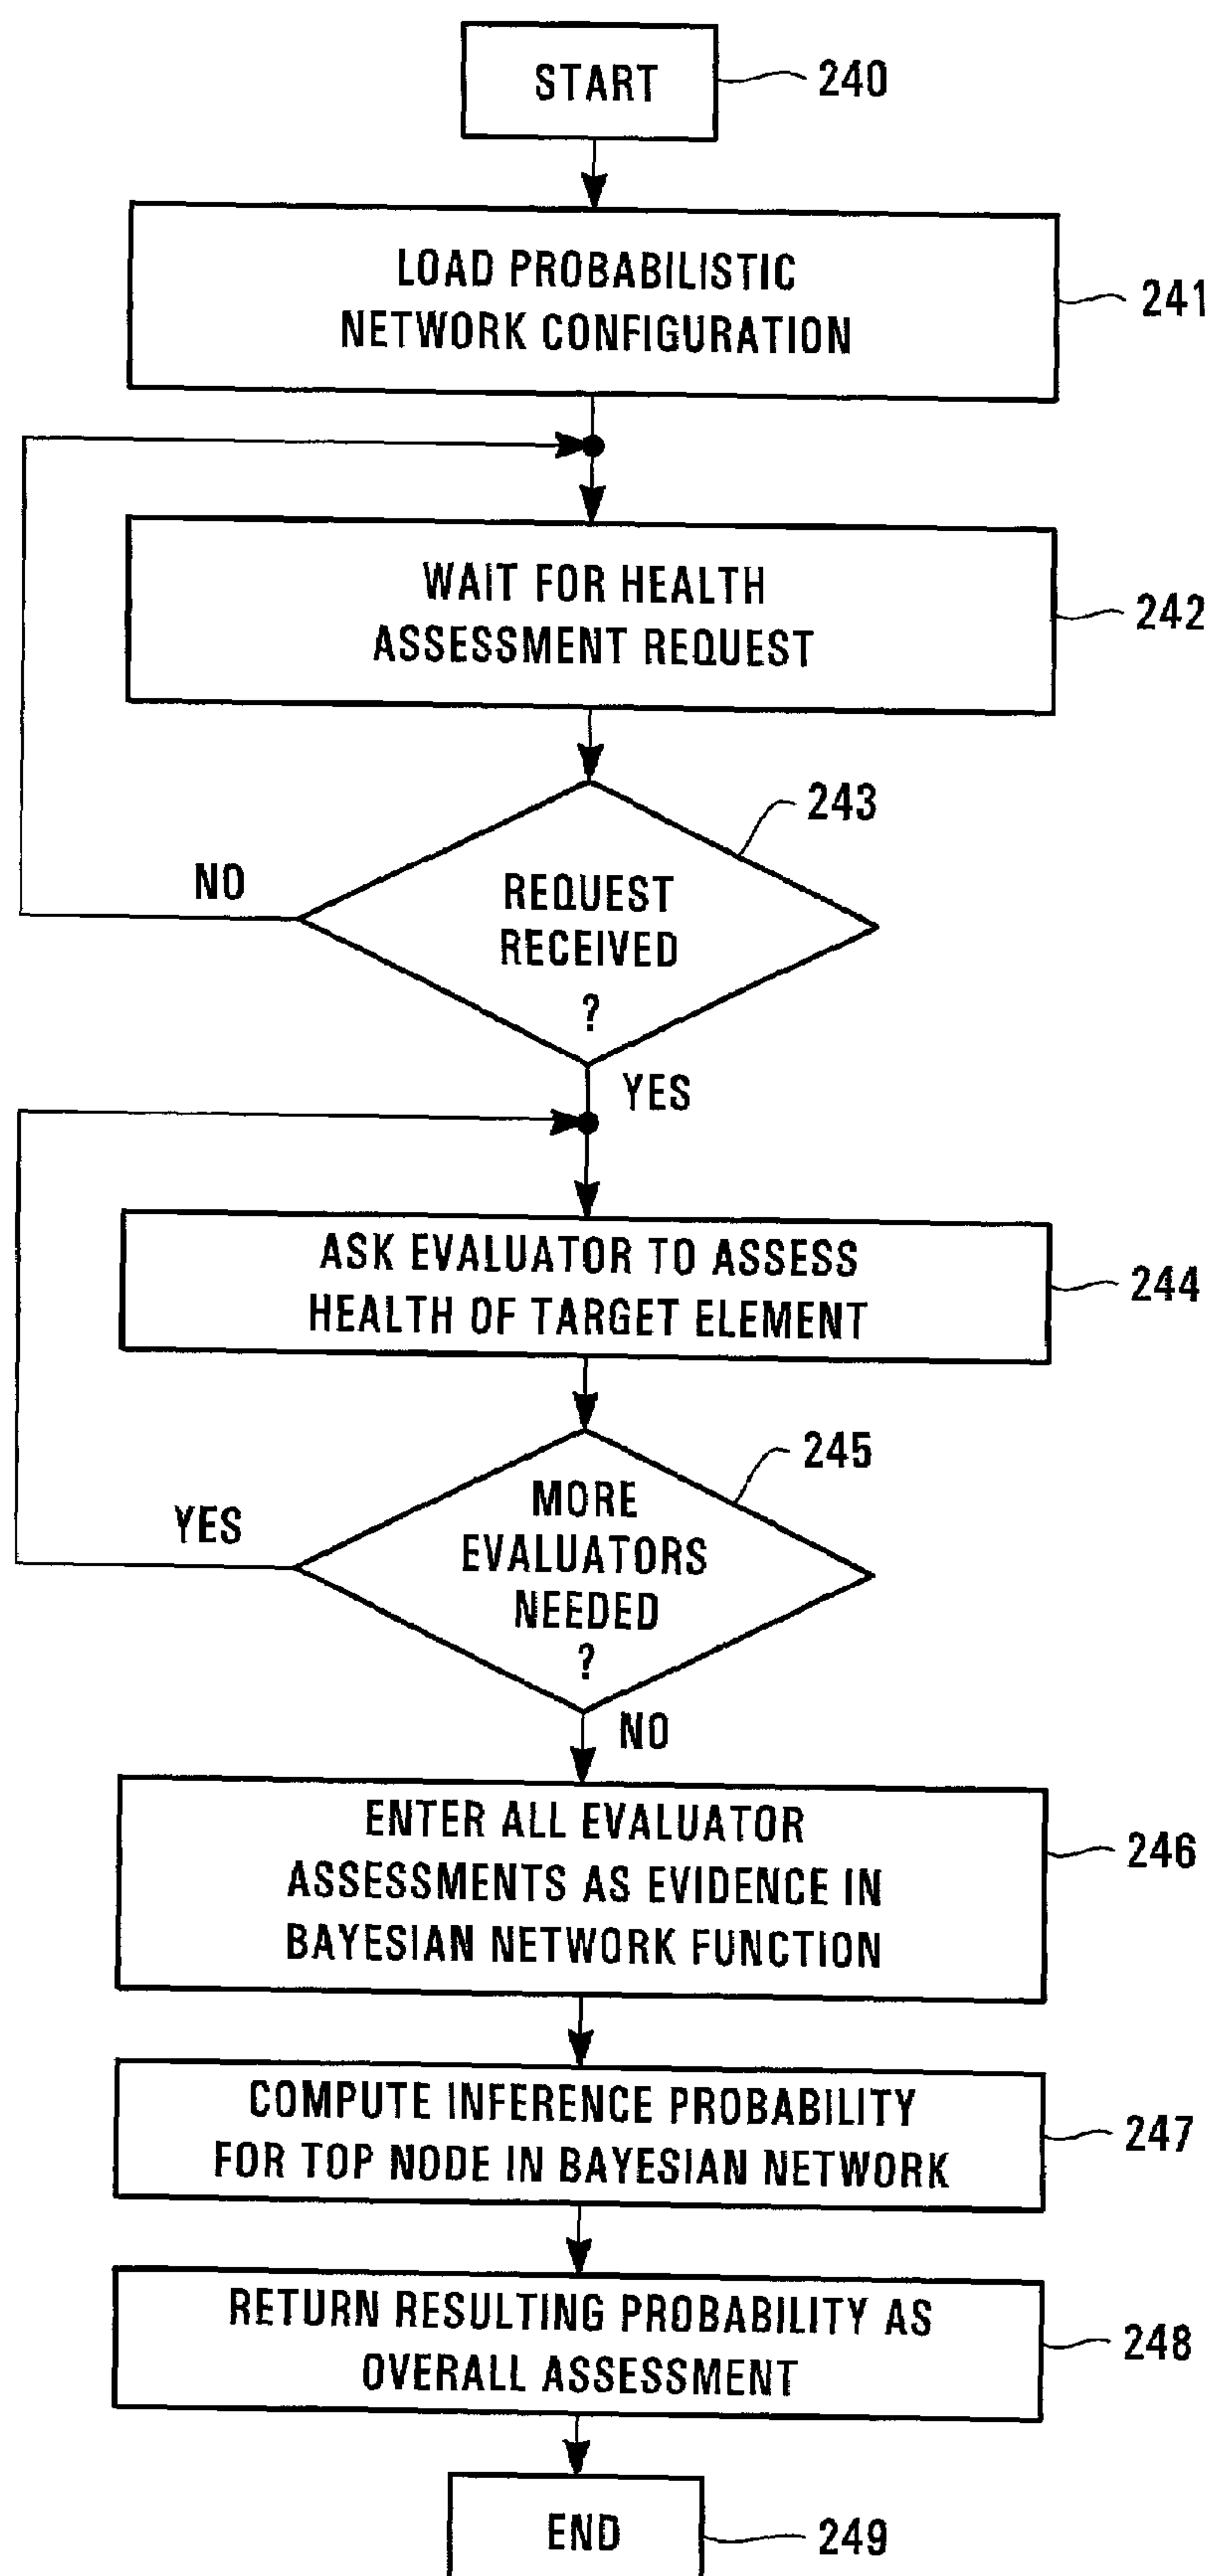 START
240
LOAD PROBABILISTIC
NETWORK CONFIGURATION
241
WAIT FOR HEALTH
ASSESSMENT REQUEST
242
243
NO
REQUEST
RECEIVED
?
YES
ASK EVALUATOR TO ASSESS
HEALTH OF TARGET ELEMENT
244
245
YES
MORE
EVALUATORS
NEEDED
?
NO
ENTER ALL EVALUATOR
ASSESSMENTS AS EVIDENCE IN
BAYESIAN NETWORK FUNCTION
246
COMPUTE INFERENCE PROBABILITY
FOR TOP NODE IN BAYESIAN NETWORK
247
RETURN RESULTING PROBABILITY AS
OVERALL ASSESSMENT
248
END
249